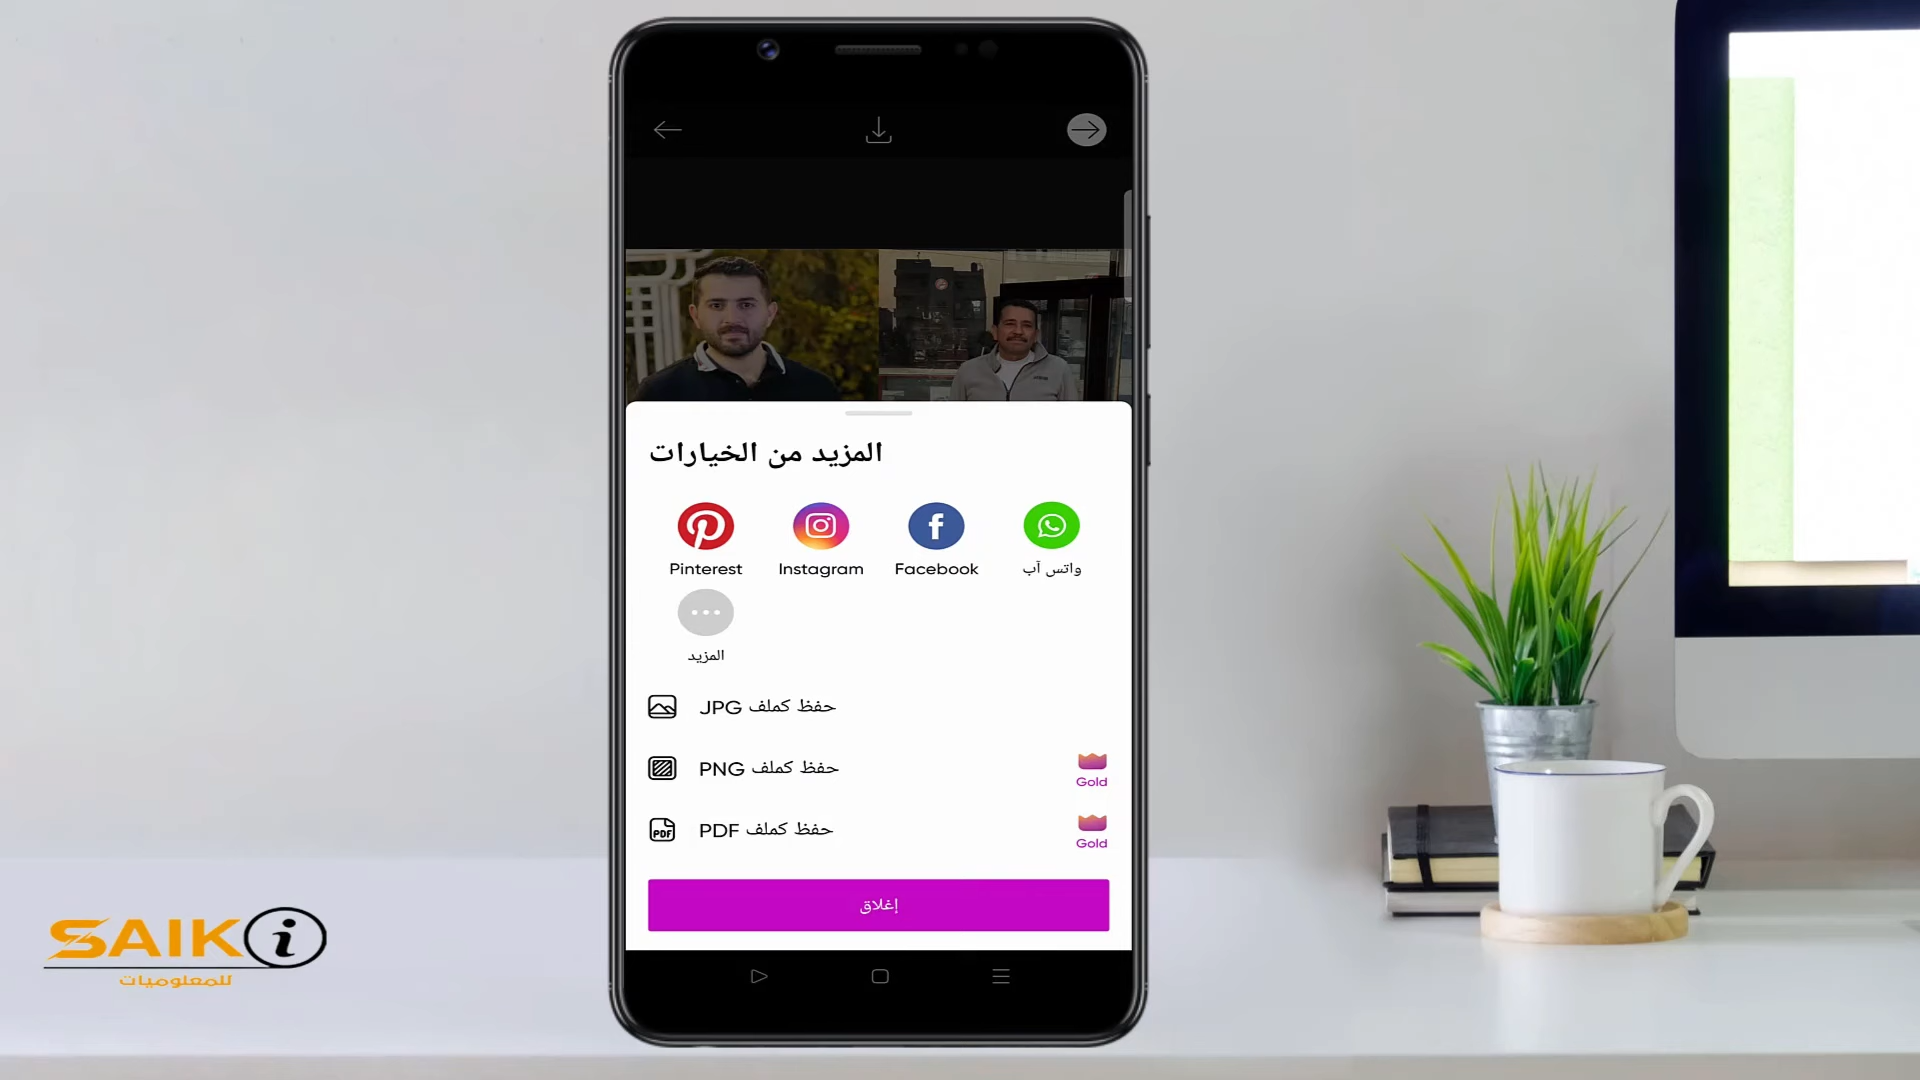 المزيد من الخيارات
Pinterest
Instagram
Facebook
واتس آب
المزيد
حفظ كملف JPG
حفظ كملف PNG
Gold
حفظ كملف PDF
PDF
Gold
إغلاق
SAIKi
للمعلوميات